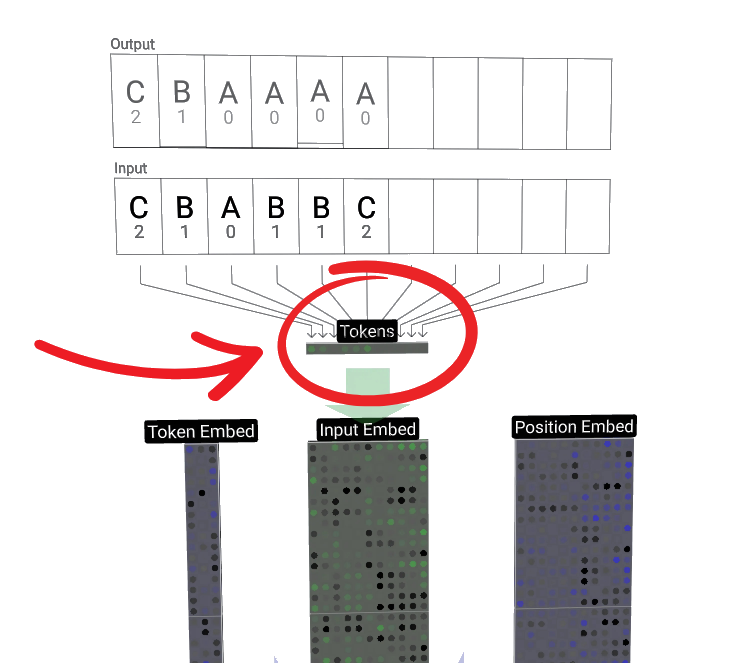 Output
C B A A A A
2 1 0 0 0 0
Input
C B A B B C
2 1 0 1 1 2
Tokens
Token Embed Input Embed Position Embed